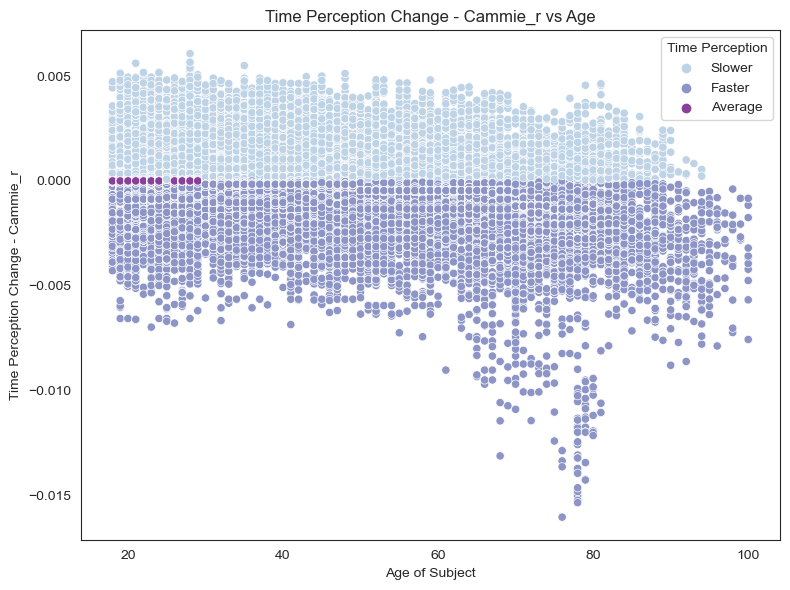 Time Perception Change - Cammie_r vs Age
Time Perception
Slower
Faster
Average
Time Perception Change - Cammie_r
0.005
0.000
−0.005
−0.010
−0.015
20 40 60 80 100
Age of Subject